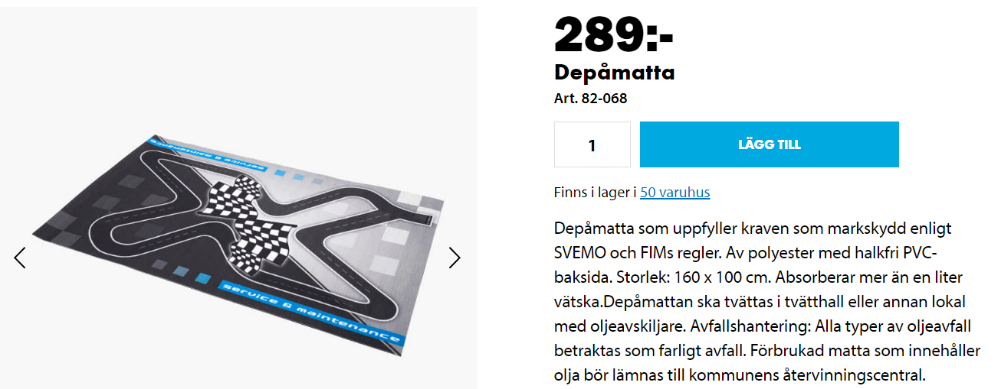 289:-
Depåmatta
Art. 82-068
1
LÄGG TILL
Finns i lager i 50 varuhus
Depåmatta som uppfyller kraven som markskydd enligt
SVEMO och FIMs regler. Av polyester med halkfri PVC-
baksida. Storlek: 160 x 100 cm. Absorberar mer än en liter
vätska.Depåmattan ska tvättas i tvätthall eller annan lokal
med oljeavskiljare. Avfallshantering: Alla typer av oljeavfall
betraktas som farligt avfall. Förbrukad matta som innehåller
olja bör lämnas till kommunens återvinningscentral.
service & maintenance
service & maintenance